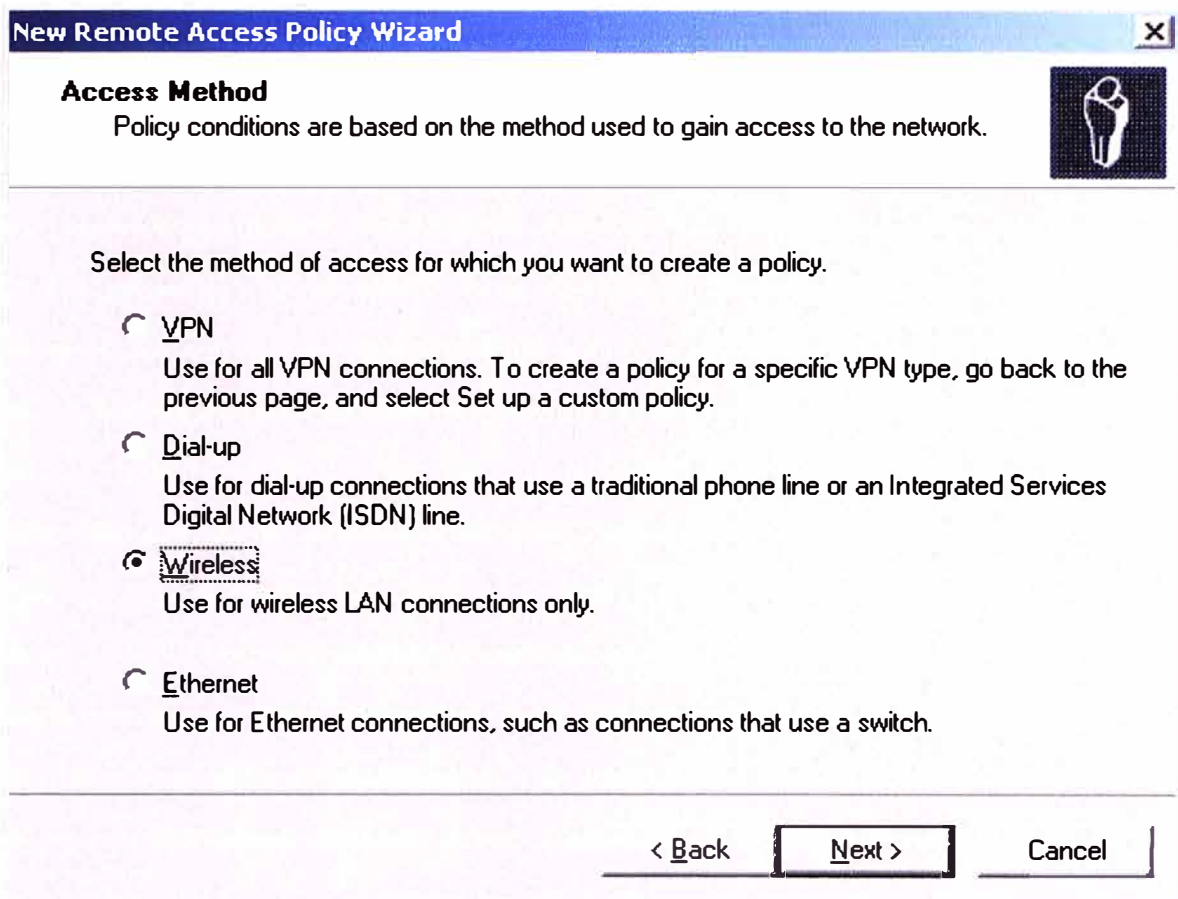 New Remote Access Policy Wizard
Access Method
Policy conditions are based on the method used to gain access to the network.
Select the method of access for which you want to create a policy.
VPN
Use for all VPN connections. To create a policy for a specific VPN type, go back to the
previous page, and select Set up a custom policy.
Dial-up
Use for dial-up connections that use a traditional phone line or an Integrated Services
Digital Network (ISDN) line.
Wireless
Use for wireless LAN connections only.
Ethernet
Use for Ethernet connections, such as connections that use a switch.
< Back Next > Cancel